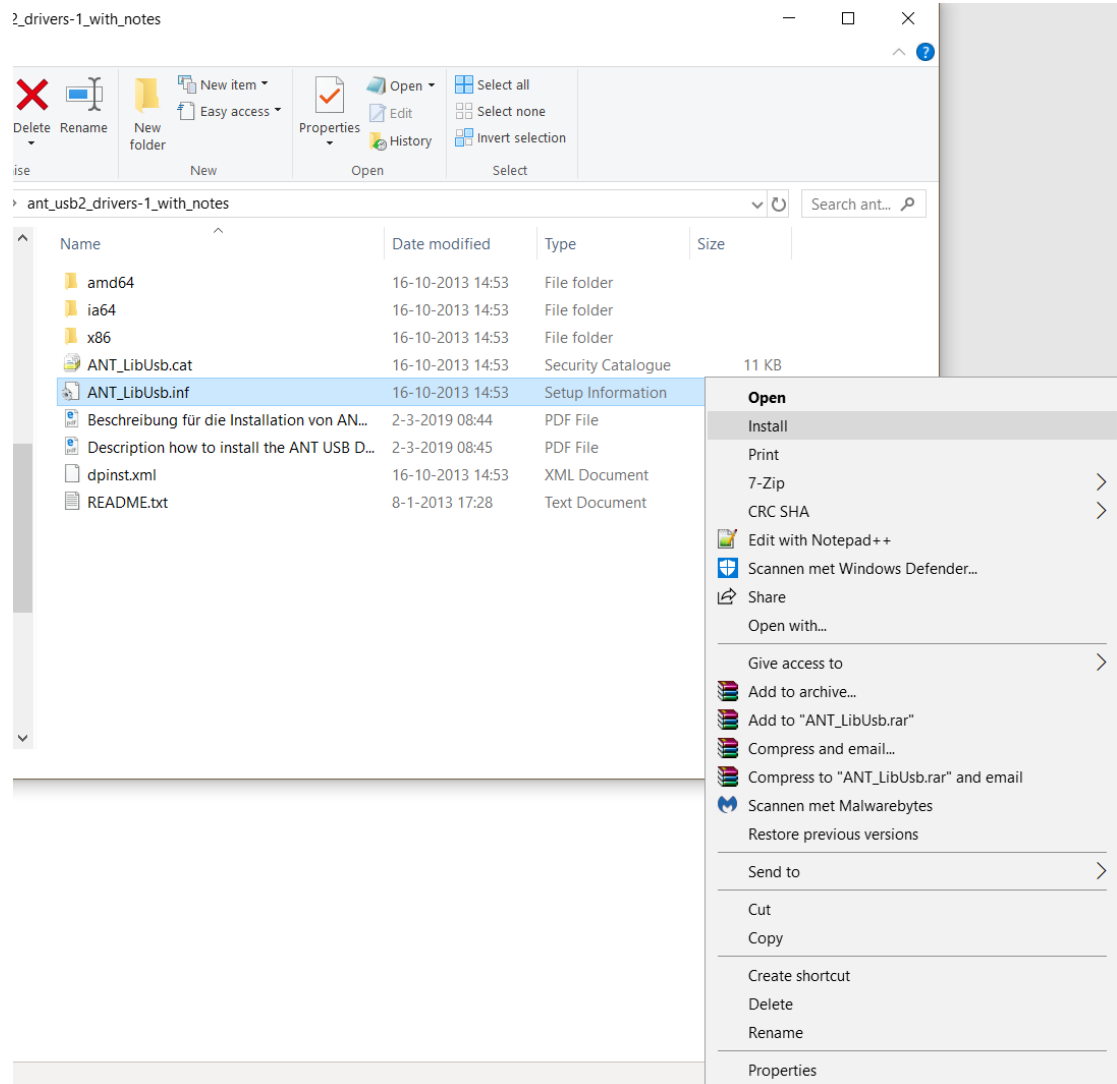 2_drivers-1_with_notes
Delete
Rename
New folder
New item
Easy access
Properties
Open
Edit
History
Select all
Select none
Invert selection
ise
New
Open
Select
ant_usb2_drivers-1_with_notes
Search ant...
Name Date modified Type Size
amd64 16-10-2013 14:53 File folder
ia64 16-10-2013 14:53 File folder
x86 16-10-2013 14:53 File folder
ANT_LibUsb.cat 16-10-2013 14:53 Security Catalogue 11 KB
ANT_LibUsb.inf 16-10-2013 14:53 Setup Information
Beschreibung für die Installation von AN... 2-3-2019 08:44 PDF File
Description how to install the ANT USB D... 2-3-2019 08:45 PDF File
dpinst.xml 16-10-2013 14:53 XML Document
README.txt 8-1-2013 17:28 Text Document
Open
Install
Print
7-Zip
CRC SHA
Edit with Notepad++
Scannen met Windows Defender...
Share
Open with...
Give access to
Add to archive...
Add to "ANT_LibUsb.rar"
Compress and email...
Compress to "ANT_LibUsb.rar" and email
Scannen met Malwarebytes
Restore previous versions
Send to
Cut
Copy
Create shortcut
Delete
Rename
Properties